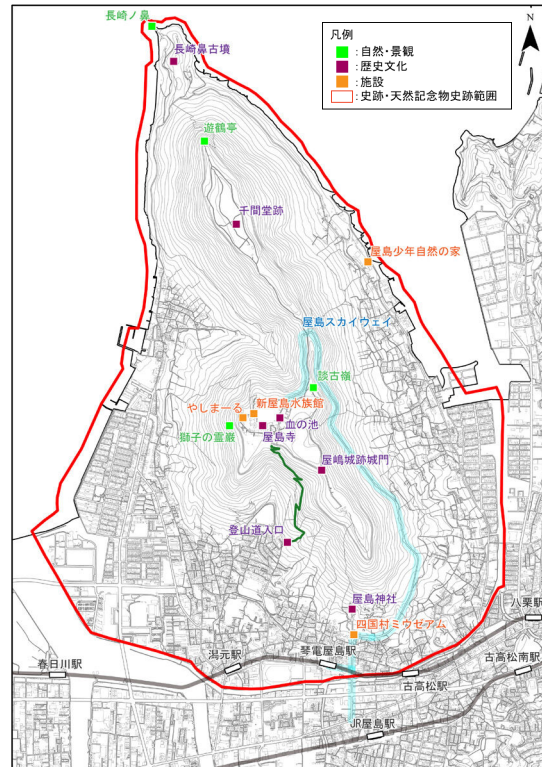 長崎ノ鼻
長崎鼻古墳
N
凡例
:自然・景観
:歴史文化
:施設
:史跡・天然記念物史跡範囲
遊鶴亭
千間堂跡
屋島少年自然の家
屋島スカイウェイ
談古嶺
やしまーる
新屋島水族館
血の池
獅子の霊巌
屋島寺
屋嶋城跡城門
登山道入口
屋島神社
四国村ミウゼアム
八栗駅
潟元駅
琴電屋島駅
春日川駅
古高松南駅
古高松駅
JR屋島駅